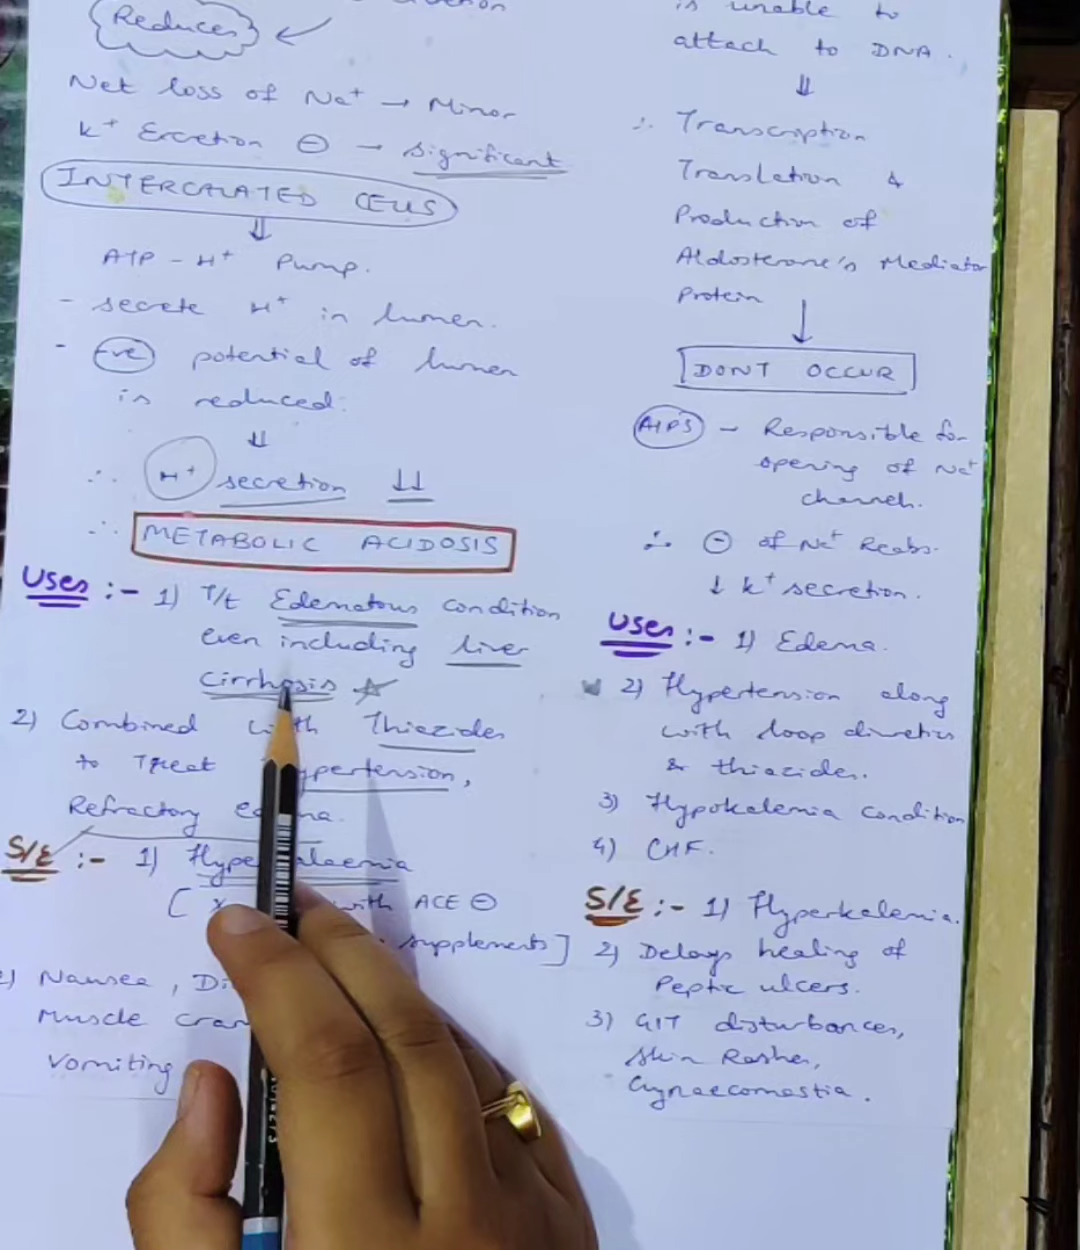 Reduces
Net loss of Na⁺ → Minor
K⁺ Excretion ⊖ → significant
INTERCALATED CELLS
⇓
ATP - H⁺ Pump.
- secrete H⁺ in lumen.
- -ve potential of lumen
is reduced.
⇓
∴ H⁺ secretion ↓↓
∴ METABOLIC ACIDOSIS
Uses :- 1) T/t Edematous condition
even including liver
cirrhosis ☆
2) Combined with Thiazides
to Treat Hypertension,
Refractory edema.
S/E :- 1)
with ACE ⊖
supplements]
Nausea,
Muscle
Vomiting
is unable to
attach to DNA.
⇓
∴ Transcription
Translation &
Production of
Aldosterone's Mediator
Protein ↓
DONT OCCUR
AIPS - Responsible for
opening of Na⁺
channel.
∴ ⊖ of Na⁺ Reabs.
↓ K⁺ secretion.
Uses :- 1) Edema.
2) Hypertension along
with loop diuretics
& thiazides.
3) Hypokalemia condition
4) CHF.
S/E :- 1) Hyperkalemia.
2) Delays healing of
Peptic ulcers.
3) GIT disturbances,
Skin Rashes,
Gynaecomastia.